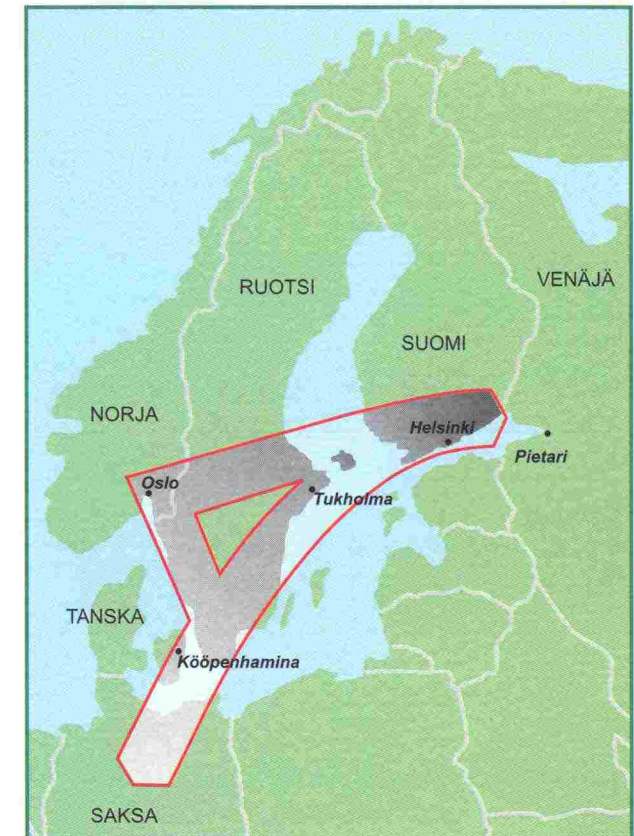 RUOTSI
VENÄJÄ
SUOMI
NORJA
Helsinki
Oslo
Pietari
Tukholma
TANSKA
Kööpenhamina
SAKSA